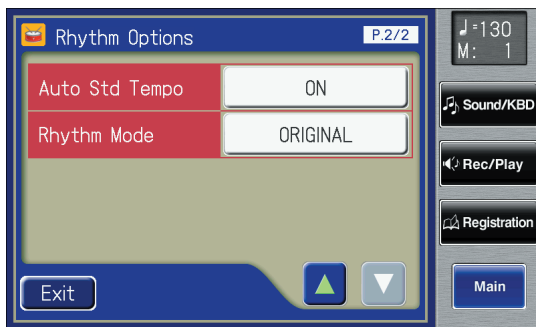 Rhythm Options
P.2/2
Auto Std Tempo
ON
Rhythm Mode
ORIGINAL
Exit
♩=130
M: 1
Sound/KBD
Rec/Play
Registration
Main